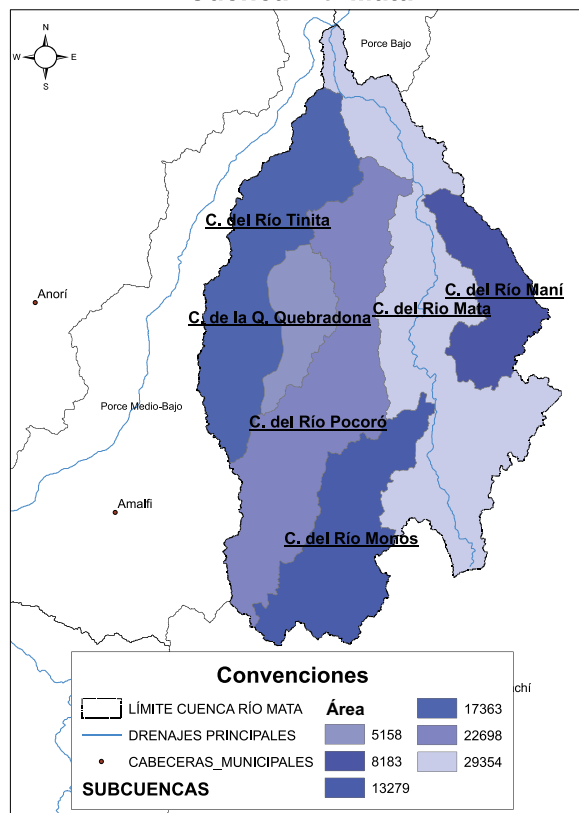 N
W E
S
Porce Bajo
C. del Río Tinita
Anorí
C. del Río Maní
C. del Rio Mata
C. de la Q. Quebradona
Porce Medio-Bajo
C. del Río Pocoró
Amalfi
C. del Río Monos
Convenciones
chí
LÍMITE CUENCA RÍO MATA
DRENAJES PRINCIPALES
CABECERAS_MUNICIPALES
SUBCUENCAS
Área
5158
8183
13279
17363
22698
29354